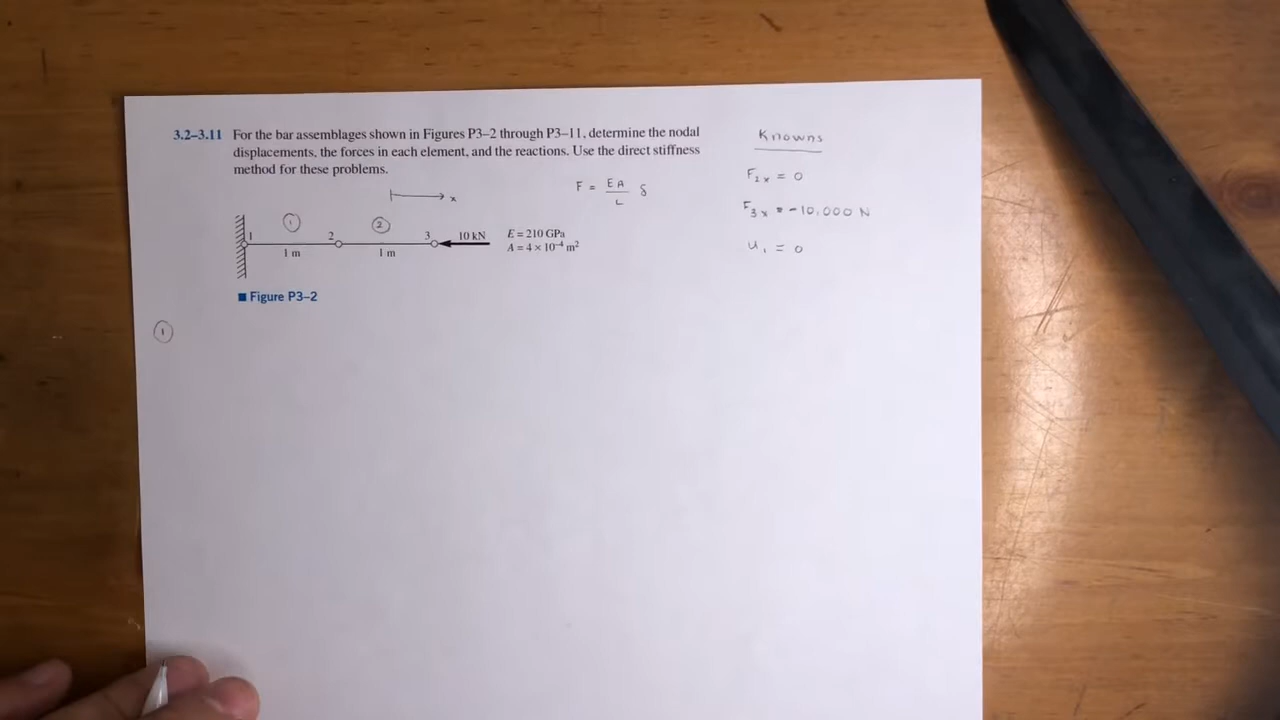 3.2–3.11 For the bar assemblages shown in Figures P3–2 through P3–11, determine the nodal
displacements, the forces in each element, and the reactions. Use the direct stiffness
method for these problems.
x
F = EA/L δ
1 2
1 2 3 10 kN
1 m 1 m
E = 210 GPa
A = 4 × 10⁻⁴ m²
■ Figure P3–2
1
Knowns
F₂ₓ = 0
F₃ₓ = -10,000 N
u₁ = 0